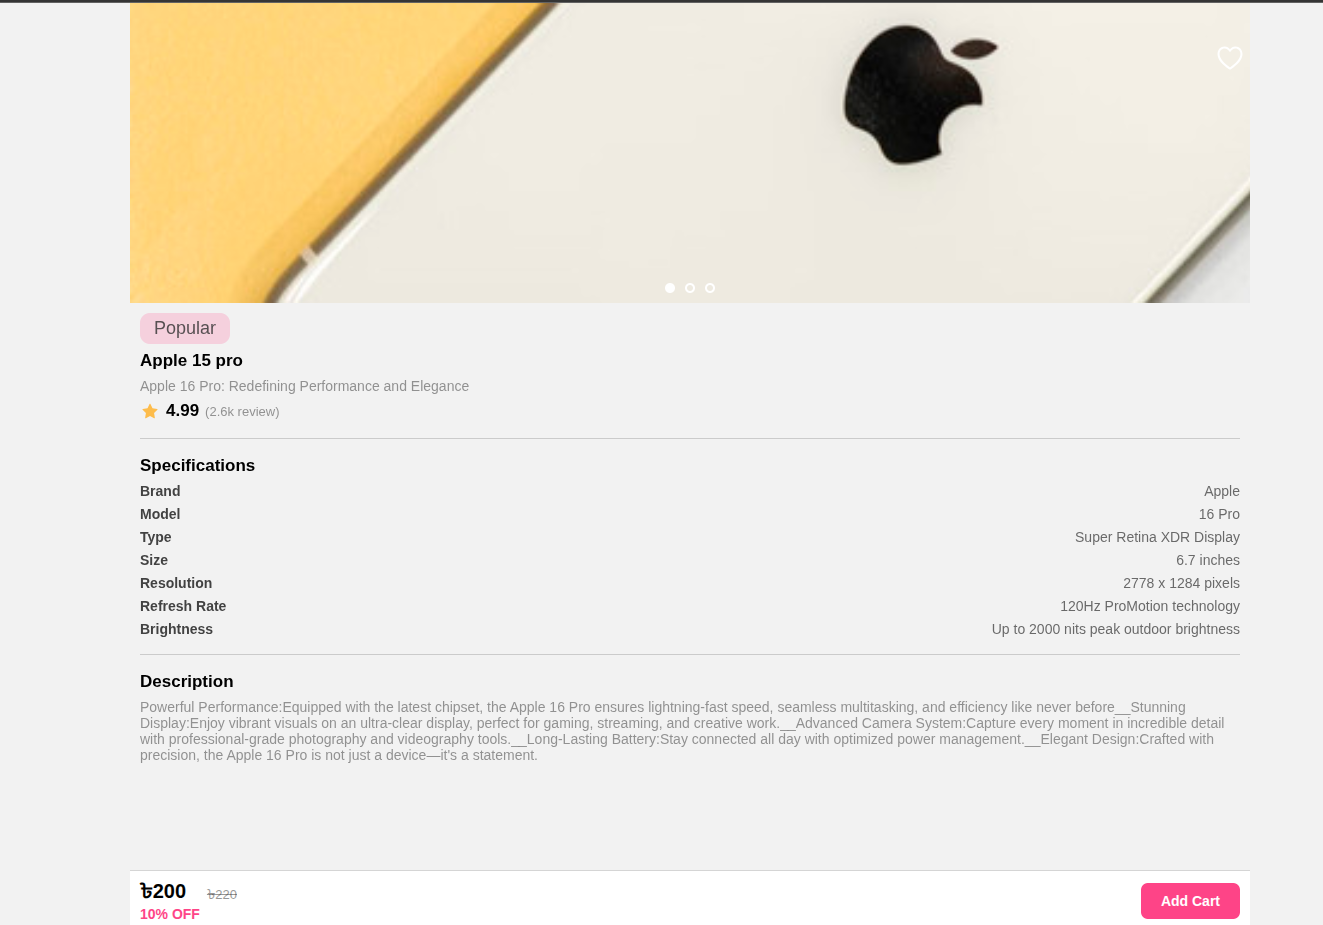 Popular
Apple 15 pro
Apple 16 Pro: Redefining Performance and Elegance
4.99 (2.6k review)
Specifications
Brand Apple
Model 16 Pro
Type Super Retina XDR Display
Size 6.7 inches
Resolution 2778 x 1284 pixels
Refresh Rate 120Hz ProMotion technology
Brightness Up to 2000 nits peak outdoor brightness
Description
Powerful Performance:Equipped with the latest chipset, the Apple 16 Pro ensures lightning-fast speed, seamless multitasking, and efficiency like never before__Stunning
Display:Enjoy vibrant visuals on an ultra-clear display, perfect for gaming, streaming, and creative work.__Advanced Camera System:Capture every moment in incredible detail
with professional-grade photography and videography tools.__Long-Lasting Battery:Stay connected all day with optimized power management.__Elegant Design:Crafted with
precision, the Apple 16 Pro is not just a device—it's a statement.
৳200 ৳220
10% OFF
Add Cart